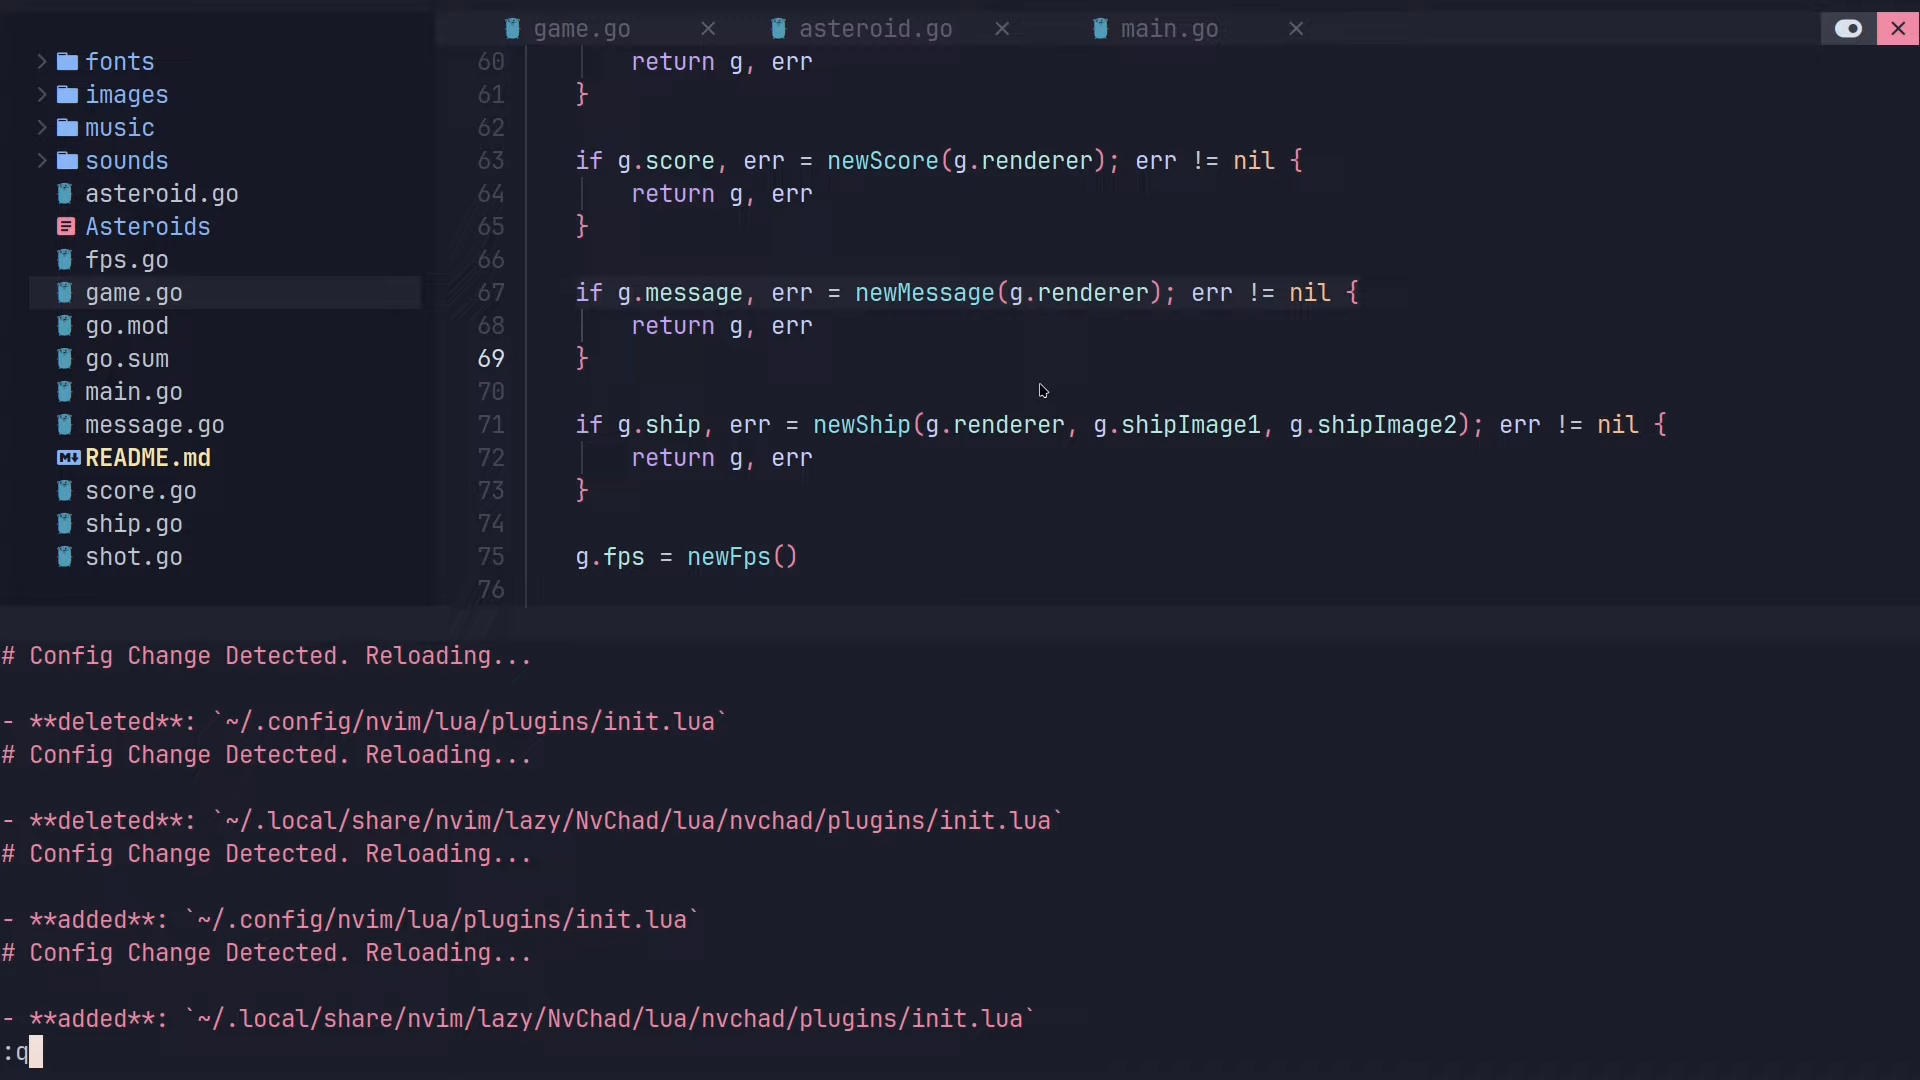 game.go
asteroid.go
main.go
fonts
images
music
sounds
asteroid.go
Asteroids
fps.go
game.go
go.mod
go.sum
main.go
message.go
README.md
score.go
ship.go
shot.go
60 return g, err
61 }
62
63 if g.score, err = newScore(g.renderer); err != nil {
64 return g, err
65 }
66
67 if g.message, err = newMessage(g.renderer); err != nil {
68 return g, err
69 }
70
71 if g.ship, err = newShip(g.renderer, g.shipImage1, g.shipImage2); err != nil {
72 return g, err
73 }
74
75 g.fps = newFps()
76
# Config Change Detected. Reloading...
- **deleted**: `~/.config/nvim/lua/plugins/init.lua`
# Config Change Detected. Reloading...
- **deleted**: `~/.local/share/nvim/lazy/NvChad/lua/nvchad/plugins/init.lua`
# Config Change Detected. Reloading...
- **added**: `~/.config/nvim/lua/plugins/init.lua`
# Config Change Detected. Reloading...
- **added**: `~/.local/share/nvim/lazy/NvChad/lua/nvchad/plugins/init.lua`
:q